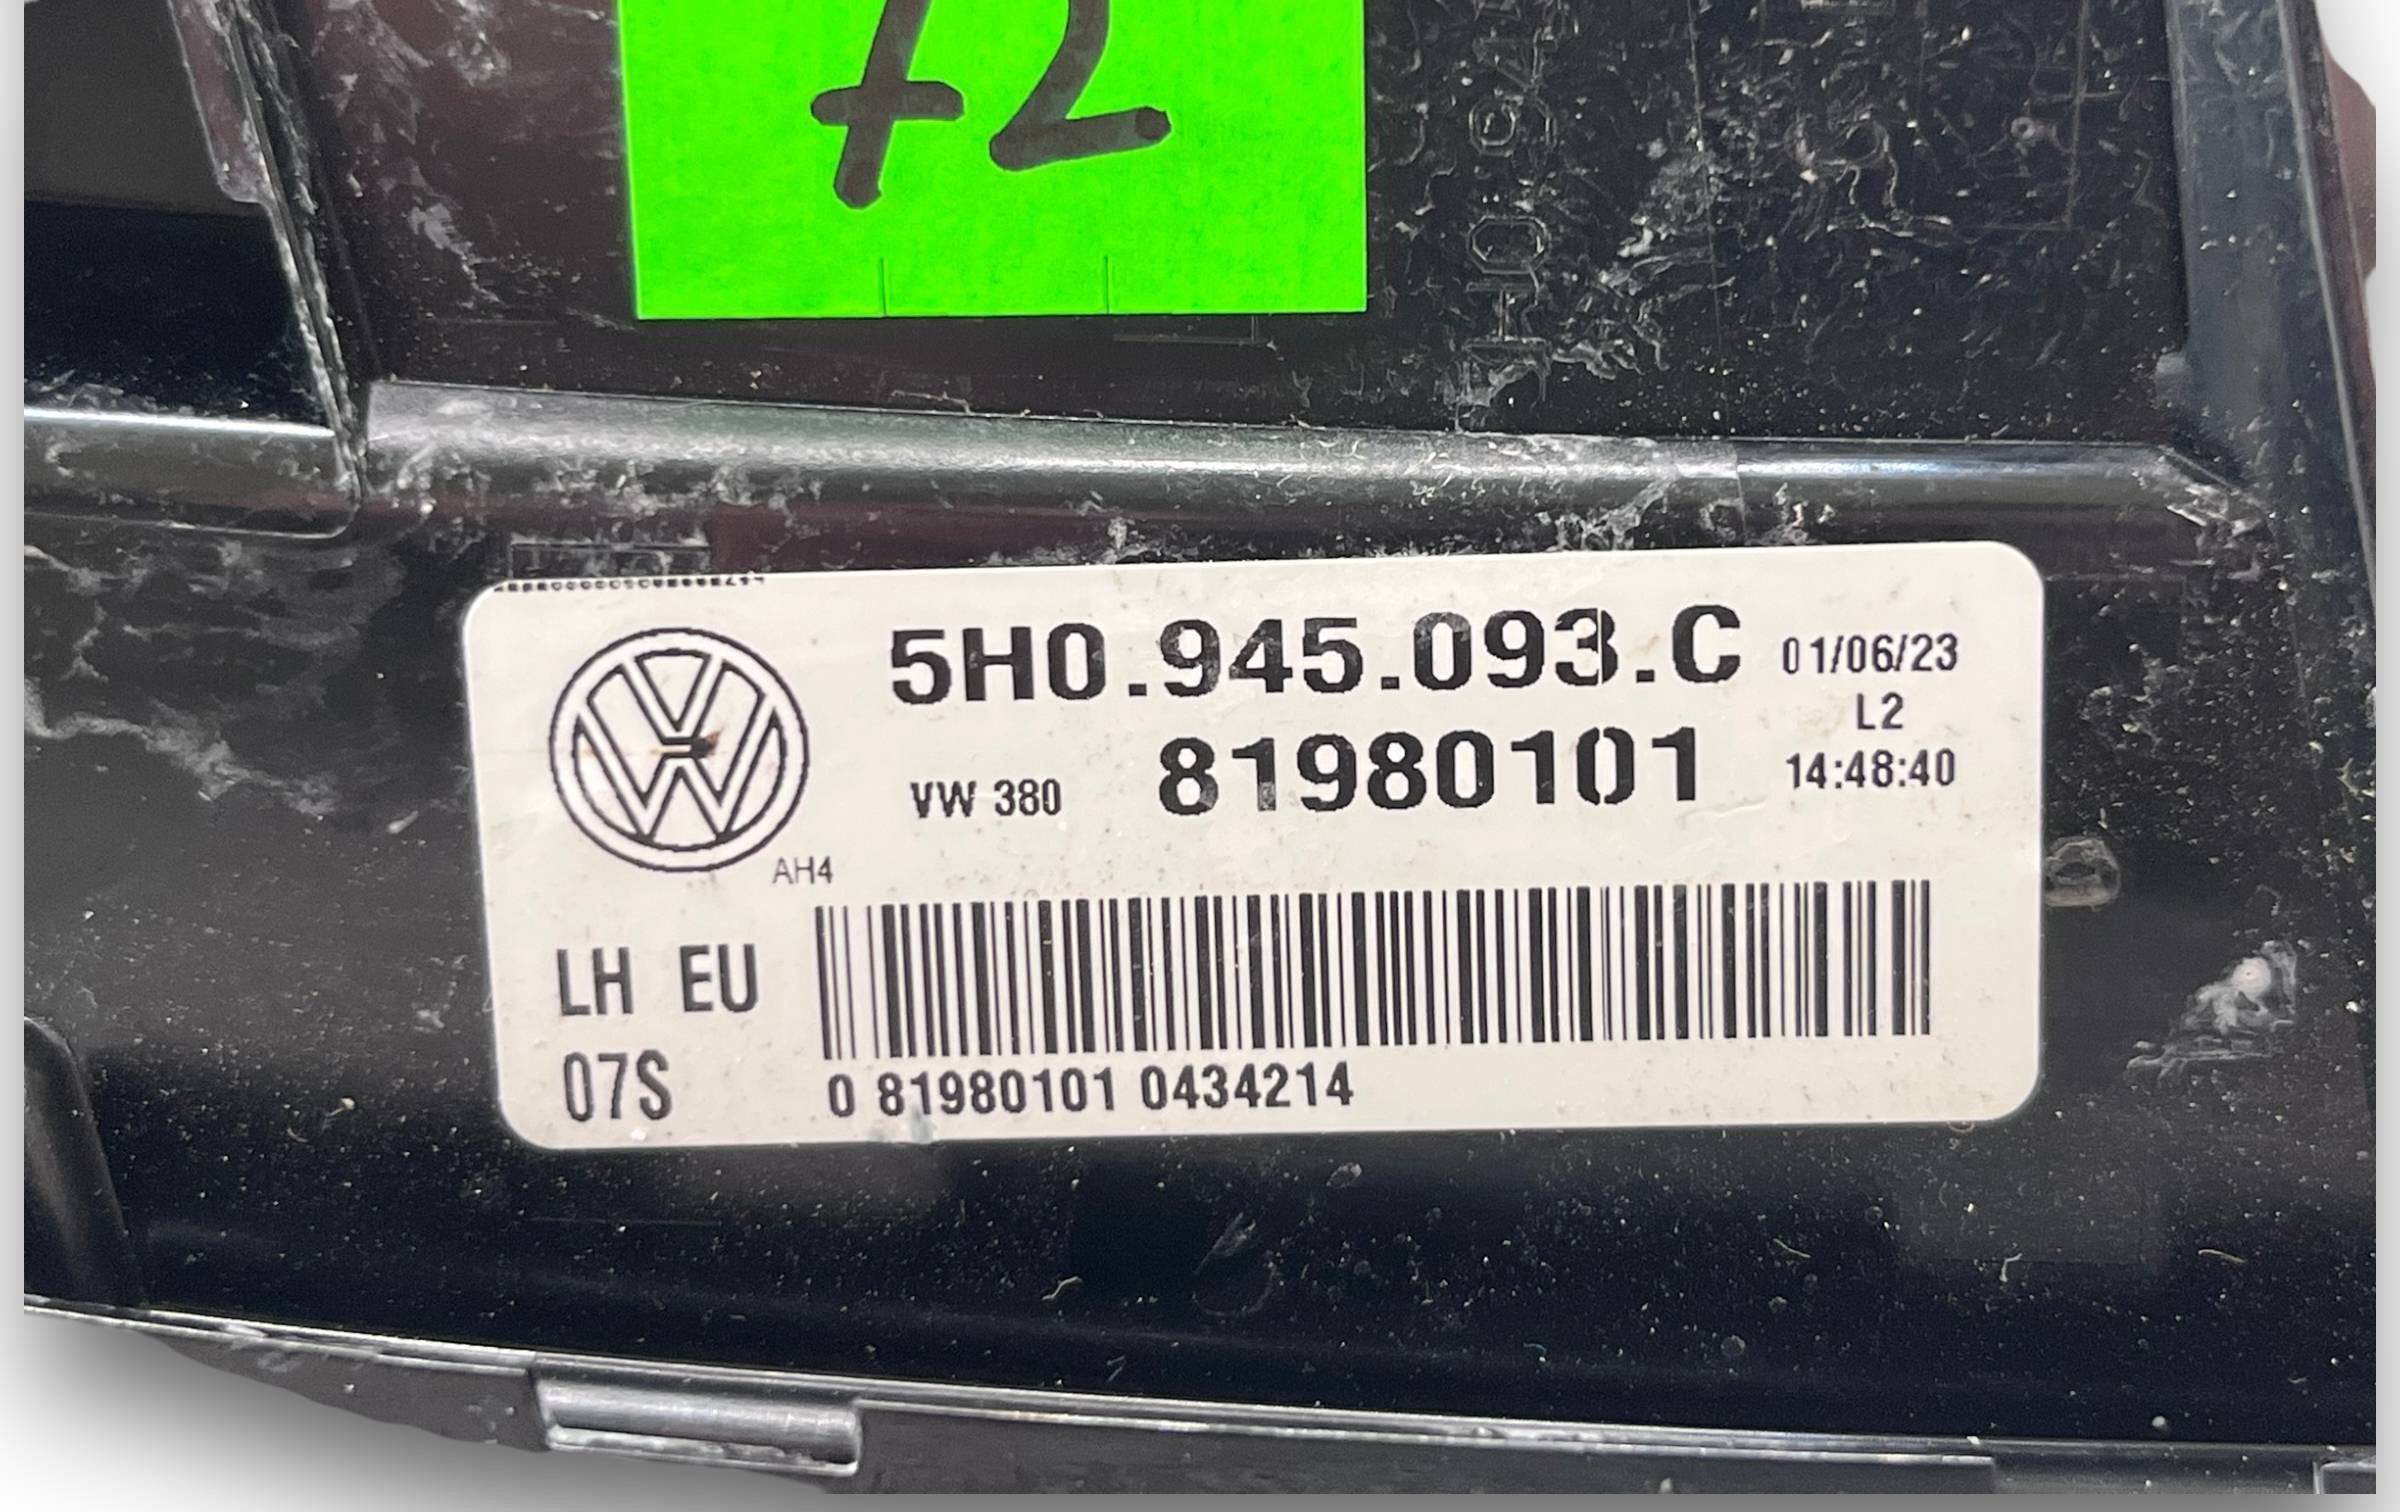 72
5H0.945.093.C
01/06/23
L2
VW 380 81980101
14:48:40
AH4
LH EU
07S
0 81980101 0434214